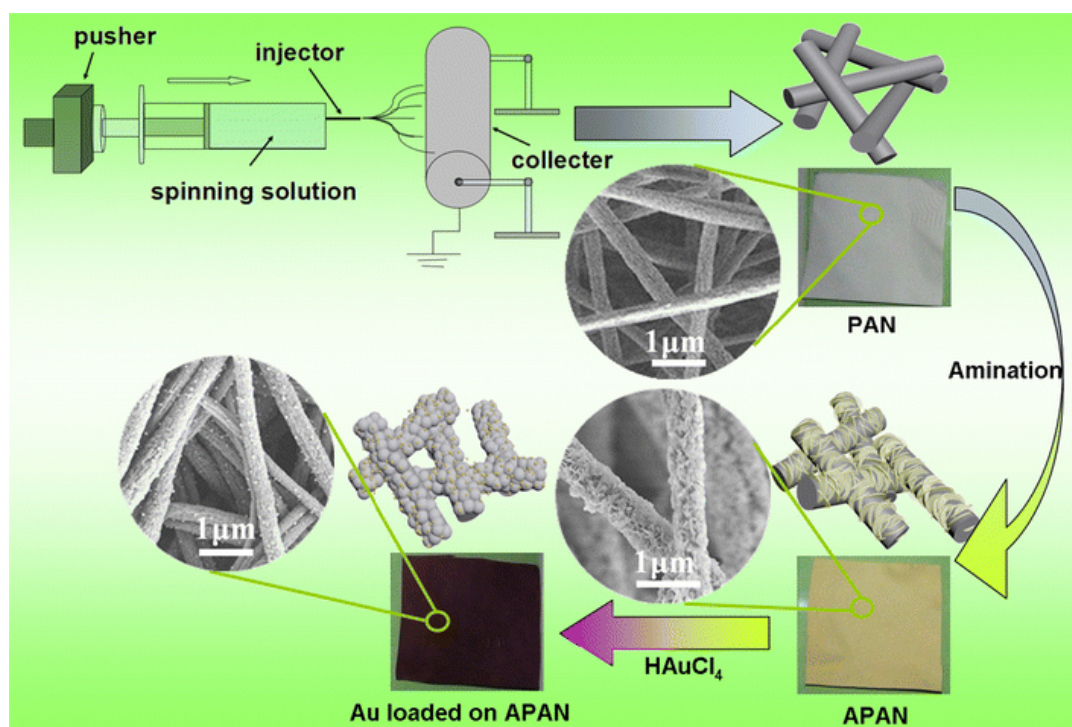 pusher
injector
spinning solution
collecter
1μm
PAN
Amination
1μm
1μm
HAuCl₄
Au loaded on APAN
APAN